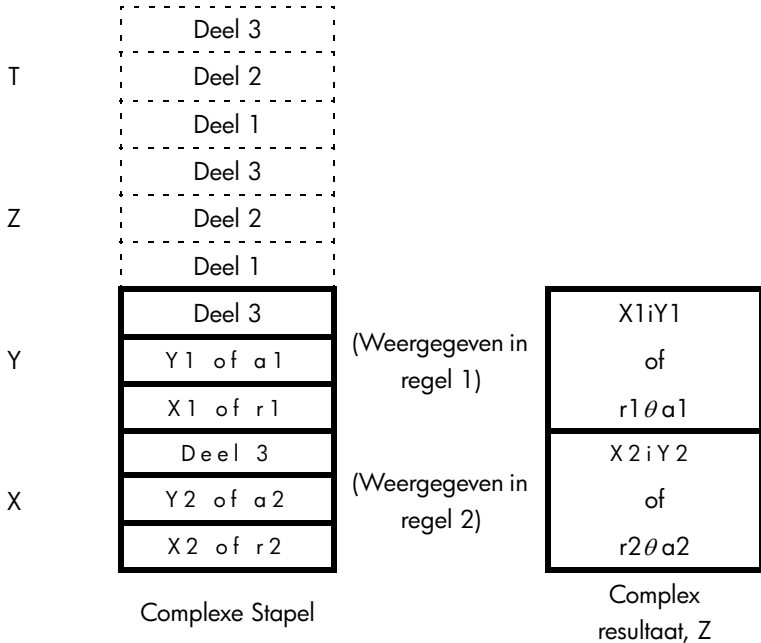 Deel 3
T
Deel 2
Deel 1
Deel 3
Z
Deel 2
Deel 1
Deel 3
Y
Y1 of a1
X1 of r1
(Weergegeven in
regel 1)
X1iY1
of
r1θa1
Deel 3
X
Y2 of a2
X2 of r2
(Weergegeven in
regel 2)
X2iY2
of
r2θa2
Complexe Stapel
Complex
resultaat, Z